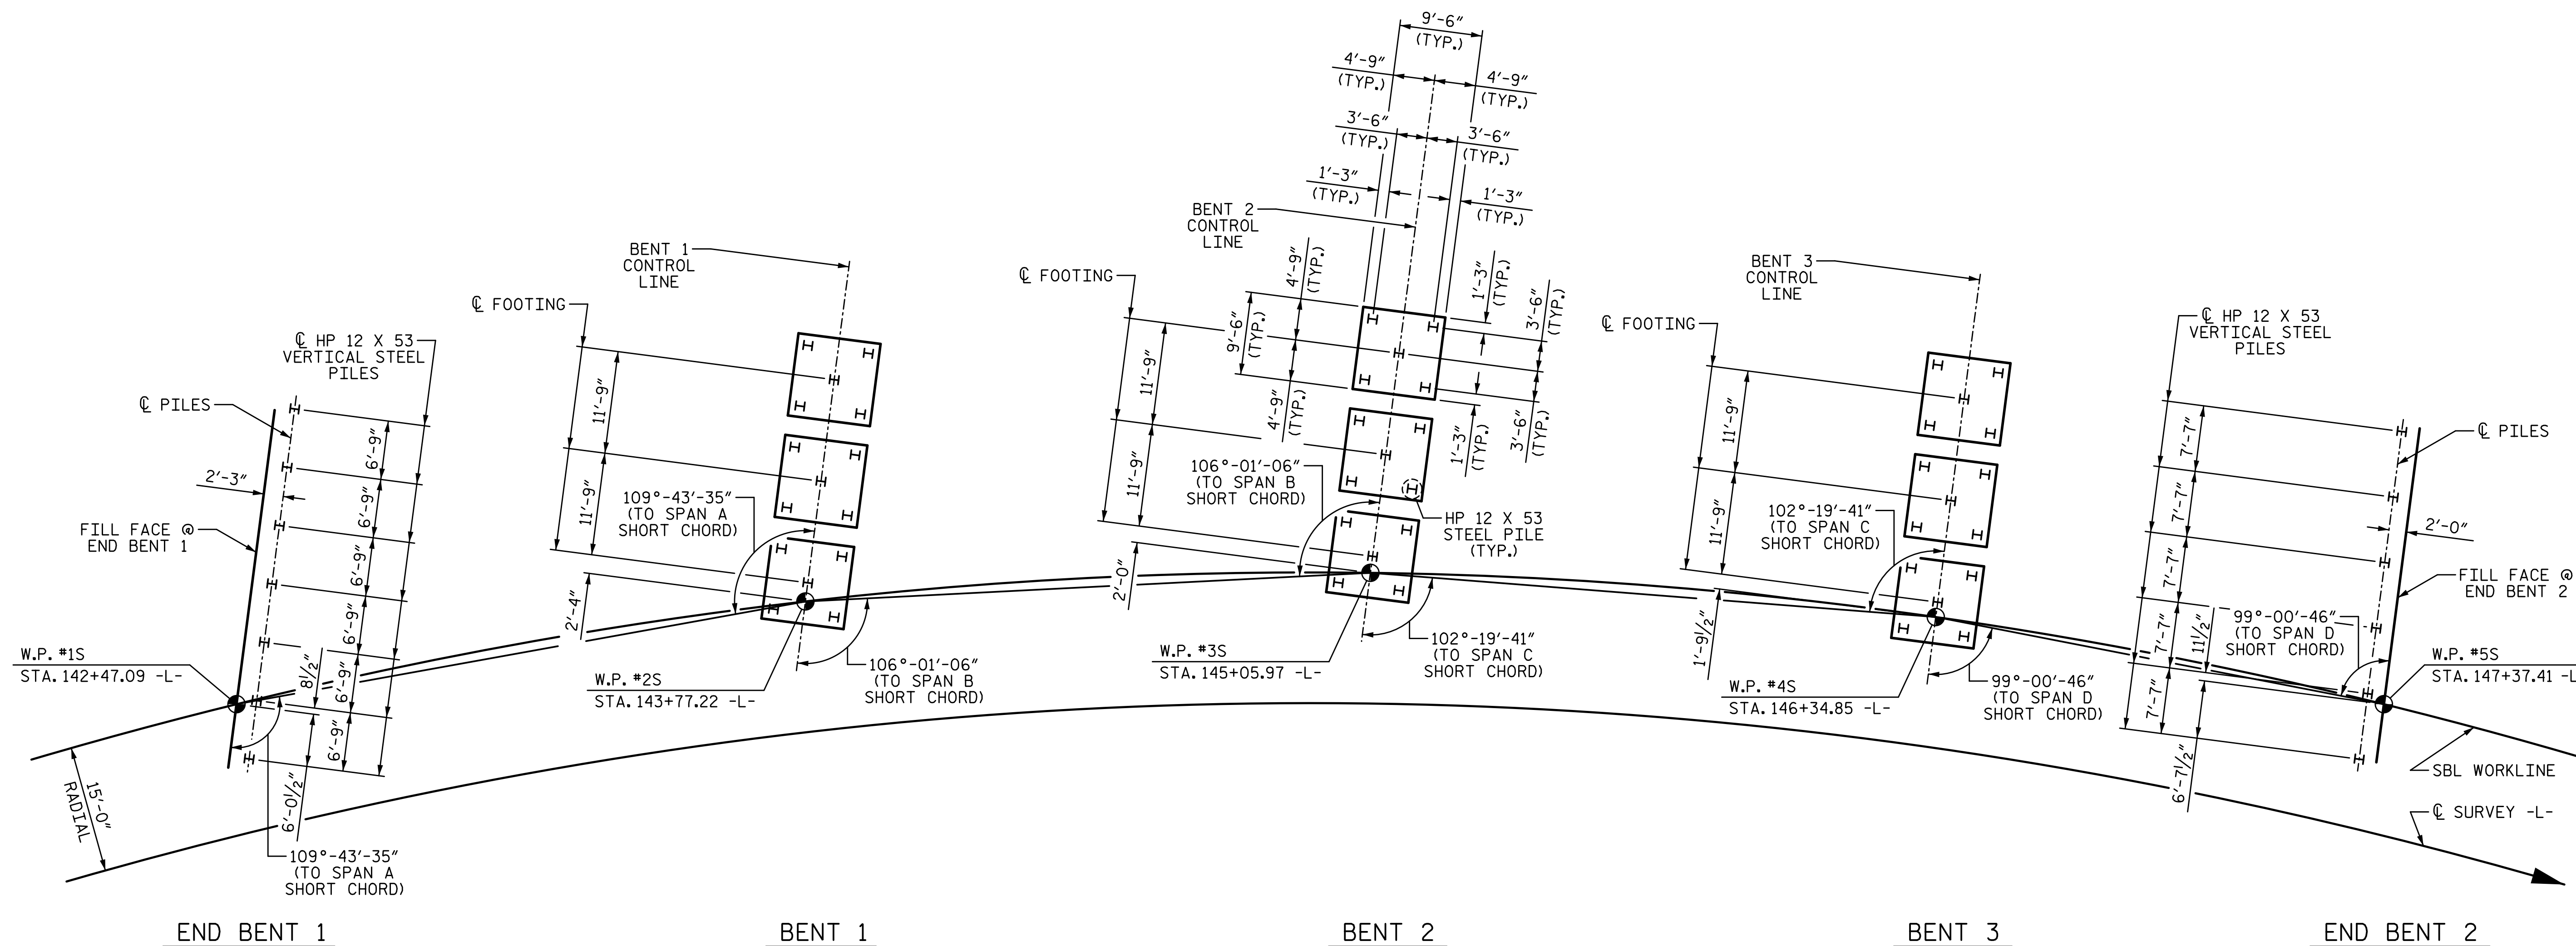 9'-6"
(TYP.)
4'-9"
(TYP.)
4'-9"
(TYP.)
3'-6"
(TYP.)
3'-6"
(TYP.)
1'-3"
(TYP.)
1'-3"
(TYP.)
BENT 2
CONTROL
LINE
℄ FOOTING
4'-9"
(TYP.)
9'-6"
(TYP.)
4'-9"
(TYP.)
1'-3"
(TYP.)
3'-6"
(TYP.)
1'-3"
(TYP.)
3'-6"
(TYP.)
11'-9"
11'-9"
2'-0"
106°-01'-06"
(TO SPAN B
SHORT CHORD)
HP 12 X 53
STEEL PILE
(TYP.)
102°-19'-41"
(TO SPAN C
SHORT CHORD)
W.P. #3S
STA. 145+05.97 -L-
BENT 1
CONTROL
LINE
℄ FOOTING
11'-9"
11'-9"
2'-4"
109°-43'-35"
(TO SPAN A
SHORT CHORD)
106°-01'-06"
(TO SPAN B
SHORT CHORD)
W.P. #2S
STA. 143+77.22 -L-
℄ HP 12 X 53
VERTICAL STEEL
PILES
℄ PILES
2'-3"
FILL FACE @
END BENT 1
6'-9"
6'-9"
6'-9"
6'-9"
6'-9"
6'-9"
8½"
6'-0½"
W.P. #1S
STA. 142+47.09 -L-
15'-0"
RADIAL
109°-43'-35"
(TO SPAN A
SHORT CHORD)
BENT 3
CONTROL
LINE
℄ FOOTING
11'-9"
11'-9"
1'-9½"
102°-19'-41"
(TO SPAN C
SHORT CHORD)
99°-00'-46"
(TO SPAN D
SHORT CHORD)
W.P. #4S
STA. 146+34.85 -L-
℄ HP 12 X 53
VERTICAL STEEL
PILES
℄ PILES
7'-7"
7'-7"
7'-7"
7'-7"
7'-7"
11½"
6'-7½"
2'-0"
FILL FACE @
END BENT 2
99°-00'-46"
(TO SPAN D
SHORT CHORD)
W.P. #5S
STA. 147+37.41 -L
SBL WORKLINE
℄ SURVEY -L-
END BENT 1
BENT 1
BENT 2
BENT 3
END BENT 2